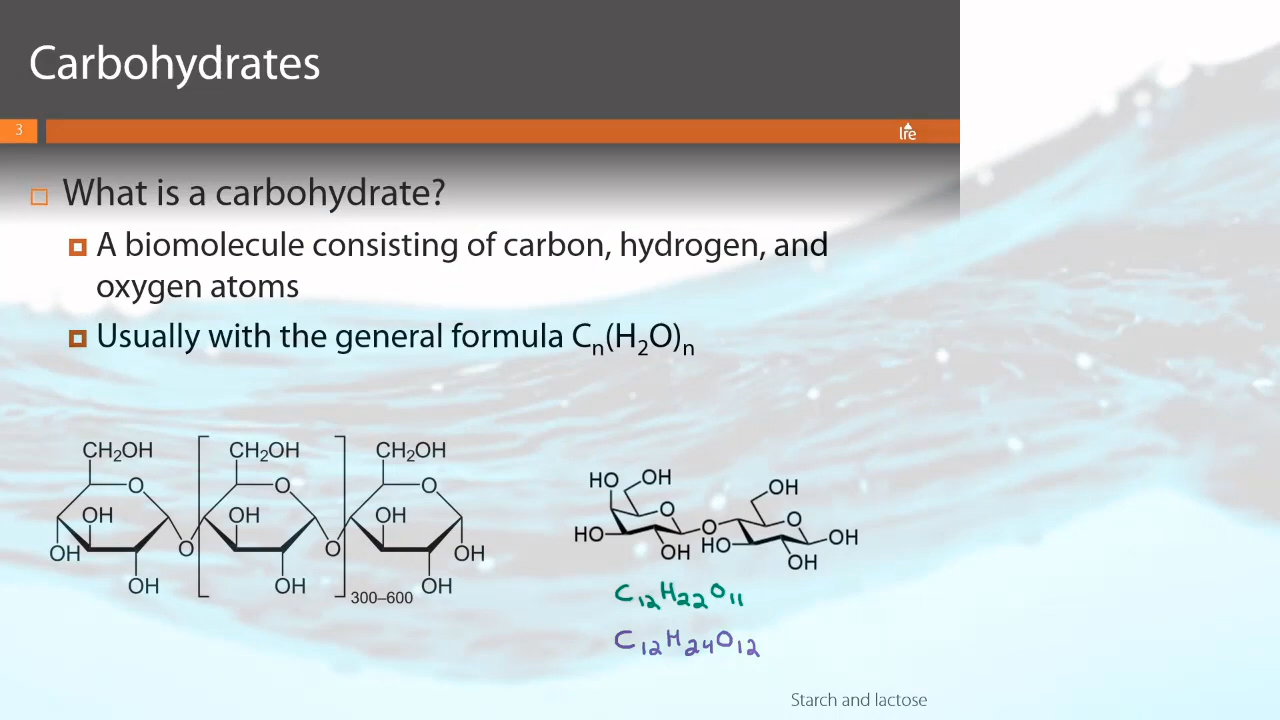 Carbohydrates
3
lre
What is a carbohydrate?
A biomolecule consisting of carbon, hydrogen, and
oxygen atoms
Usually with the general formula Cₙ(H₂O)ₙ
CH₂OH CH₂OH CH₂OH
O O O
OH OH OH
OH O O OH
OH OH OH
300–600
HO OH
OH
O O
HO O OH
OH HO
OH
C₁₂H₂₂O₁₁
C₁₂H₂₄O₁₂
Starch and lactose